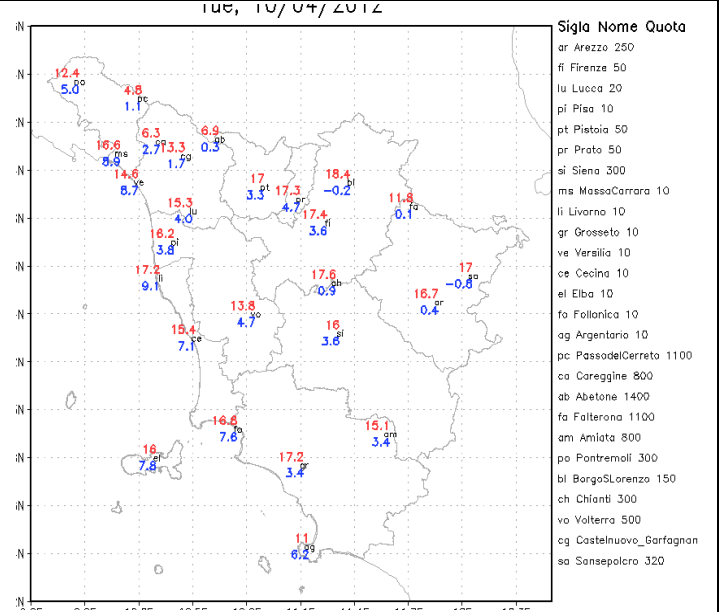 Tue, 10/04/2012
Sigla Nome Quota
ar Arezzo 250
fi Firenze 50
lu Lucca 20
pi Pisa 10
pt Pistoia 50
pr Prato 50
si Siena 300
ms MassaCarrara 10
li Livorno 10
gr Grosseto 10
ve Versilia 10
ce Cecina 10
el Elba 10
fo Follonica 10
ag Argentario 10
pc PassodelCerreto 1100
ca Careggine 800
ab Abetone 1400
fa Falterona 1100
am Amiata 800
po Pontremoli 300
bl BorgoSLorenzo 150
ch Chianti 300
vo Volterra 500
cg Castelnuovo_Garfagnan
sa Sansepolcro 320
12.4
po
5.0
4.8
pc
1.1
6.3
ca
2.7
13.3
cg
1.7
6.9
ab
0.3
16.6
ms
8.9
14.6
ve
8.7
17
pt
3.3
17.3
pr
4.7
18.4
bl
-0.2
11.8
fa
0.1
15.3
lu
4.0
17.4
fi
3.6
16.2
pi
3.8
17.2
li
9.1
17.6
ch
0.9
17
sa
-0.8
16.7
ar
0.4
13.8
vo
4.7
15.4
ce
7.1
16
si
3.6
16.8
fo
7.6
15.1
am
3.4
16
el
7.8
17.2
gr
3.4
11
ag
6.2